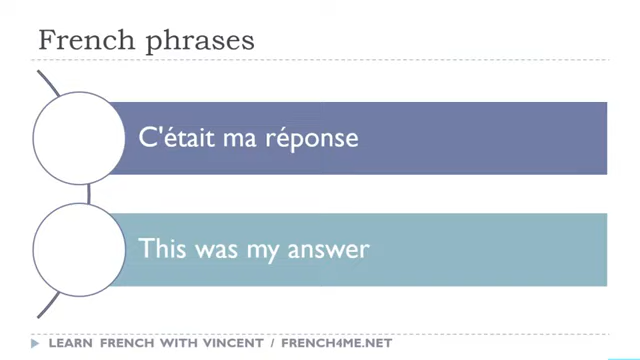 French phrases
C'était ma réponse
This was my answer
LEARN FRENCH WITH VINCENT / FRENCH4ME.NET